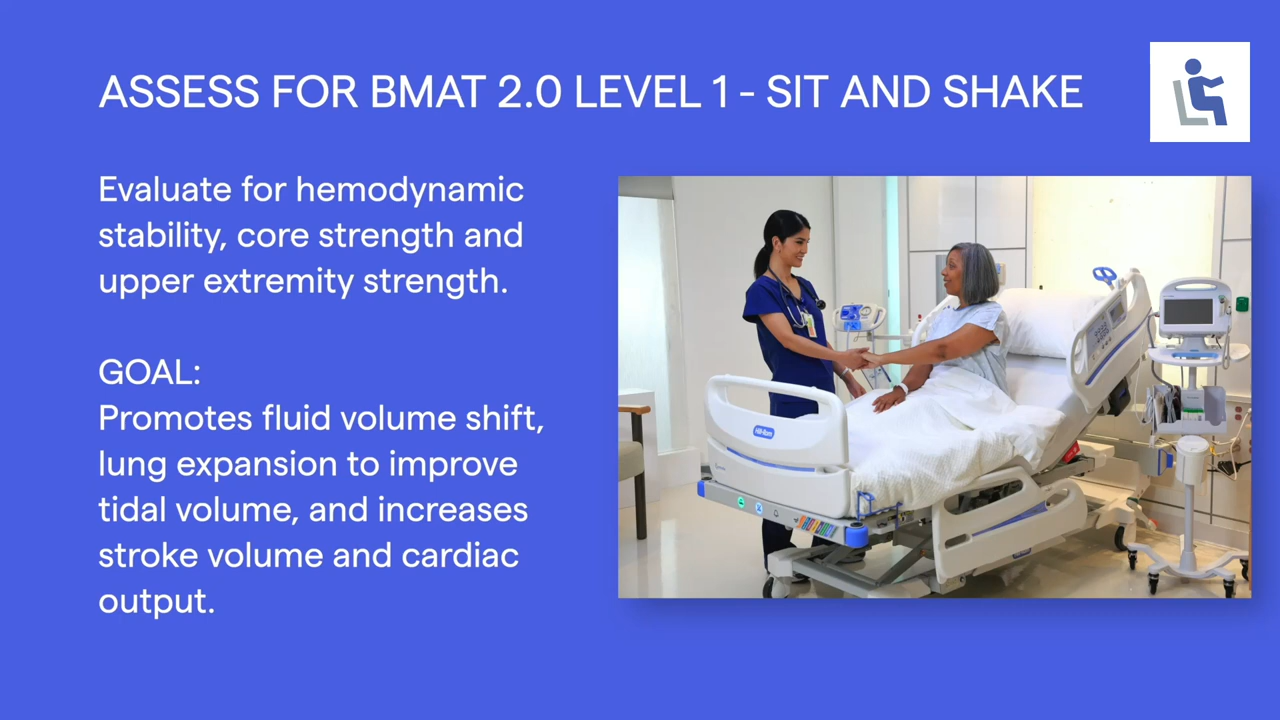 ASSESS FOR BMAT 2.0 LEVEL 1 - SIT AND SHAKE
Evaluate for hemodynamic
stability, core strength and
upper extremity strength.
GOAL:
Promotes fluid volume shift,
lung expansion to improve
tidal volume, and increases
stroke volume and cardiac
output.
Hill-Rom